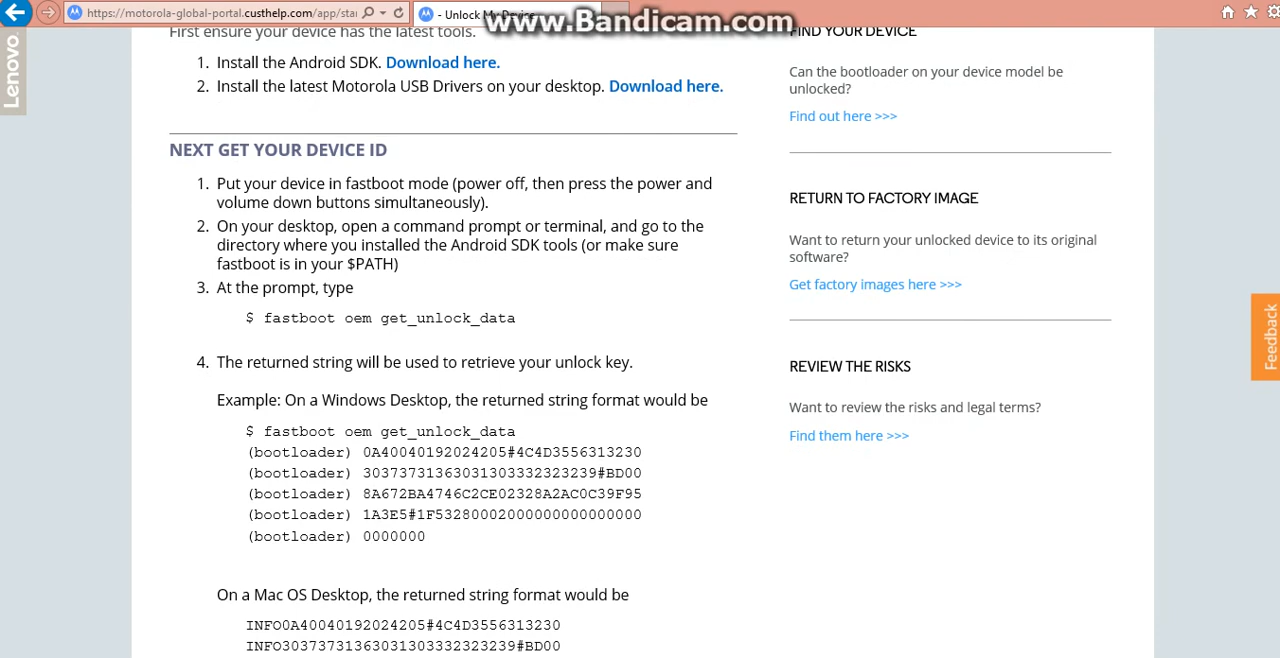 https://motorola-global-portal.custhelp.com/app/sta
- Unlock My Device
www.Bandicam.com
Lenovo
First ensure your device has the latest tools.
1. Install the Android SDK. Download here.
2. Install the latest Motorola USB Drivers on your desktop. Download here.
NEXT GET YOUR DEVICE ID
1. Put your device in fastboot mode (power off, then press the power and
volume down buttons simultaneously).
2. On your desktop, open a command prompt or terminal, and go to the
directory where you installed the Android SDK tools (or make sure
fastboot is in your $PATH)
3. At the prompt, type
$ fastboot oem get_unlock_data
4. The returned string will be used to retrieve your unlock key.
Example: On a Windows Desktop, the returned string format would be
$ fastboot oem get_unlock_data
(bootloader) 0A40040192024205#4C4D3556313230
(bootloader) 30373731363031303332323239#BD00
(bootloader) 8A672BA4746C2CE02328A2AC0C39F95
(bootloader) 1A3E5#1F53280002000000000000000
(bootloader) 0000000
On a Mac OS Desktop, the returned string format would be
INFO0A40040192024205#4C4D3556313230
INFO30373731363031303332323239#BD00
FIND YOUR DEVICE
Can the bootloader on your device model be
unlocked?
Find out here >>>
RETURN TO FACTORY IMAGE
Want to return your unlocked device to its original
software?
Get factory images here >>>
REVIEW THE RISKS
Want to review the risks and legal terms?
Find them here >>>
Feedback